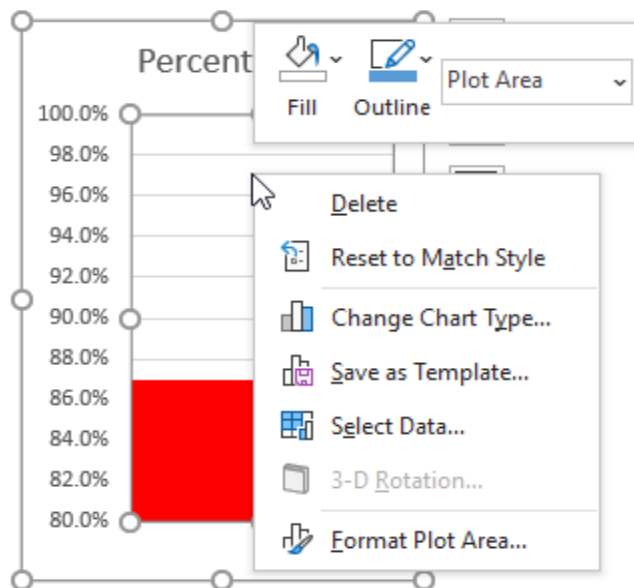 Percent
Fill
Outline
Plot Area
100.0%
98.0%
96.0%
94.0%
92.0%
90.0%
88.0%
86.0%
84.0%
82.0%
80.0%
Delete
Reset to Match Style
Change Chart Type...
Save as Template...
Select Data...
3-D Rotation...
Format Plot Area...